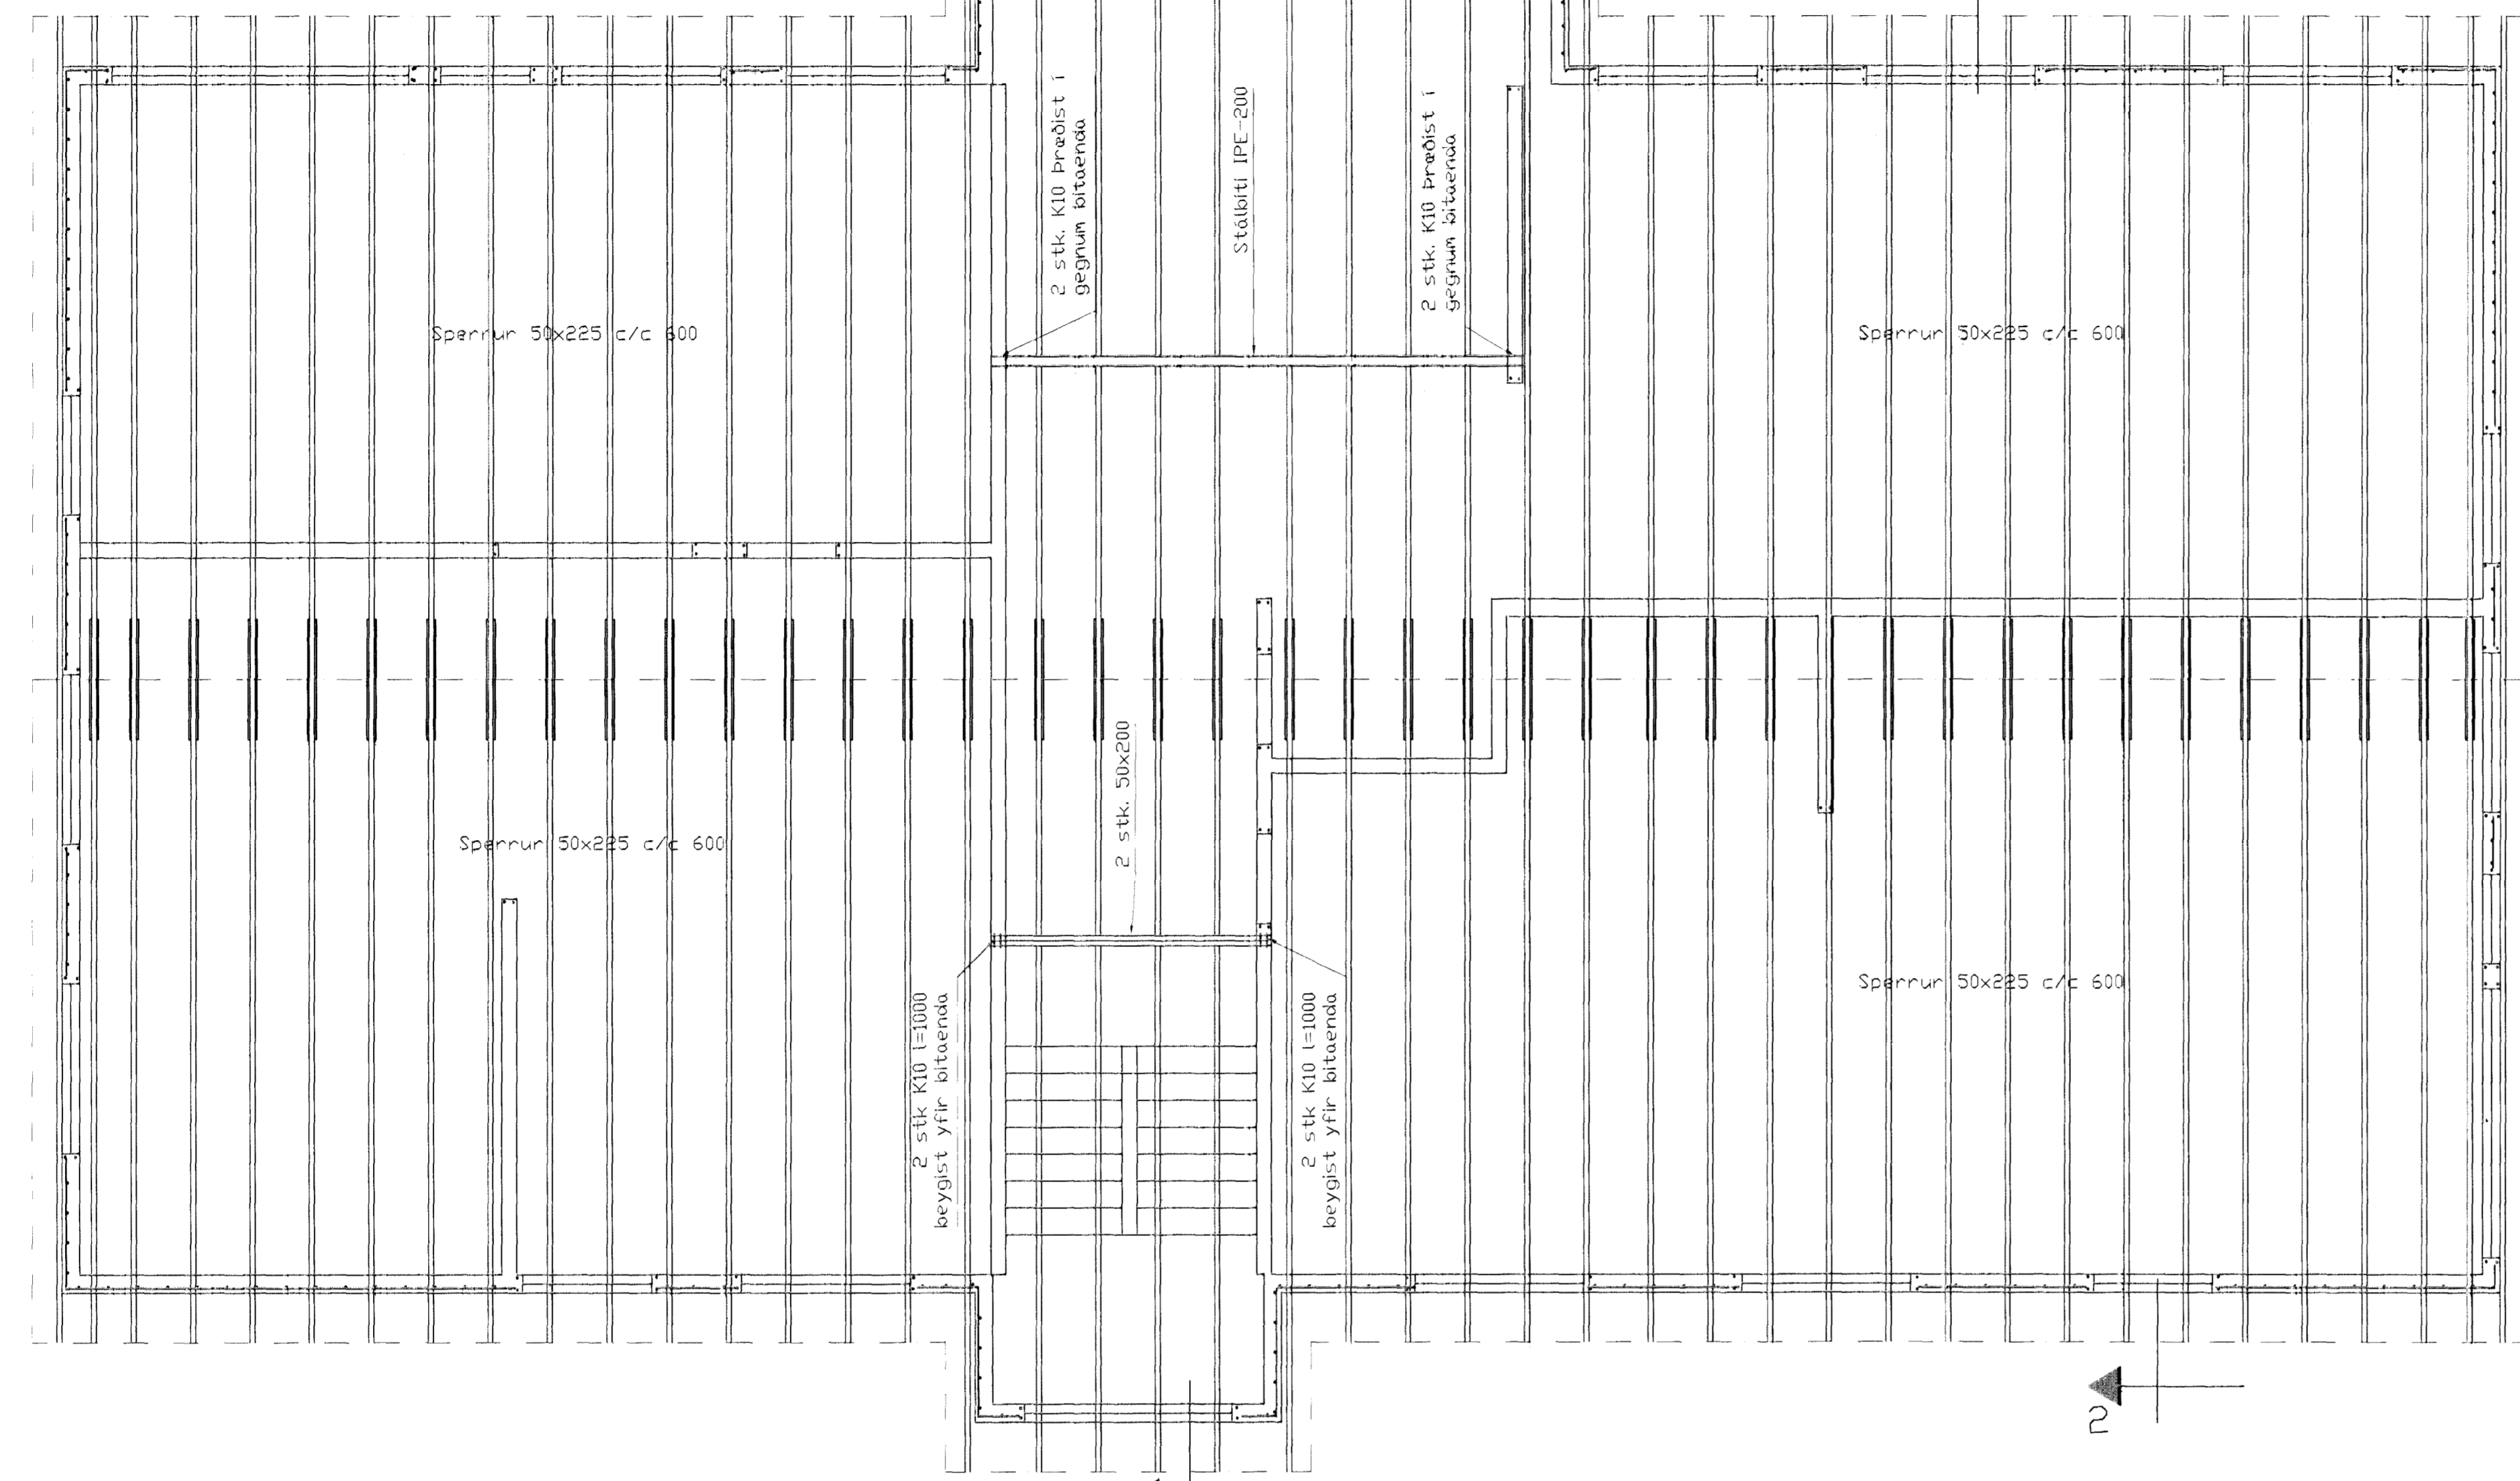 2 stk. K10 Þræðist í
gegnum bitaenda
Stálbiti IPE-200
2 stk. K10 Þræðist í
gegnum bitaenda
Sperrur 50x225 c/c 600
Sperrur 50x225 c/c 600
2 stk. 50x200
Sperrur 50x225 c/c 600
Sperrur 50x225 c/c 600
2 stk K10 l=1000
beygist yfir bitaenda
2 stk K10 l=1000
beygist yfir bitaenda
2